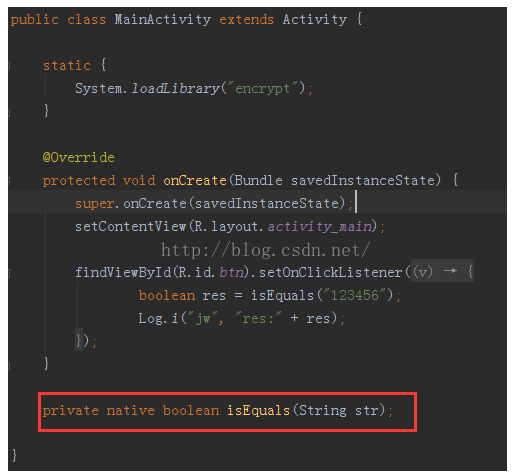 public class MainActivity extends Activity {
static {
System.loadLibrary("encrypt");
}
@Override
protected void onCreate(Bundle savedInstanceState) {
super.onCreate(savedInstanceState);
setContentView(R.layout.activity_main);
http://blog.csdn.net/
findViewById(R.id.btn).setOnClickListener((v) → {
boolean res = isEquals("123456");
Log.i("jw", "res:" + res);
});
}
private native boolean isEquals(String str);
}